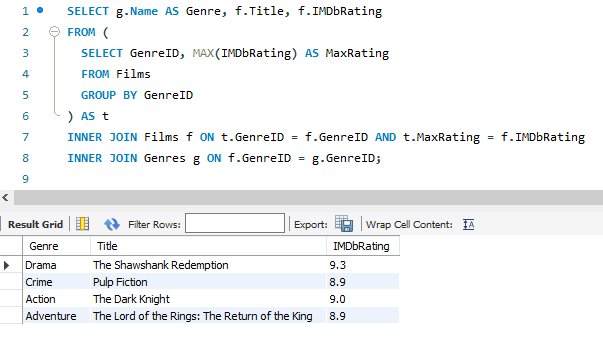 1 SELECT g.Name AS Genre, f.Title, f.IMDbRating
2 FROM (
3 SELECT GenreID, MAX(IMDbRating) AS MaxRating
4 FROM Films
5 GROUP BY GenreID
6 ) AS t
7 INNER JOIN Films f ON t.GenreID = f.GenreID AND t.MaxRating = f.IMDbRating
8 INNER JOIN Genres g ON f.GenreID = g.GenreID;
9
Result Grid Filter Rows: Export: Wrap Cell Content: IA
Genre Title IMDbRating
Drama The Shawshank Redemption 9.3
Crime Pulp Fiction 8.9
Action The Dark Knight 9.0
Adventure The Lord of the Rings: The Return of the King 8.9